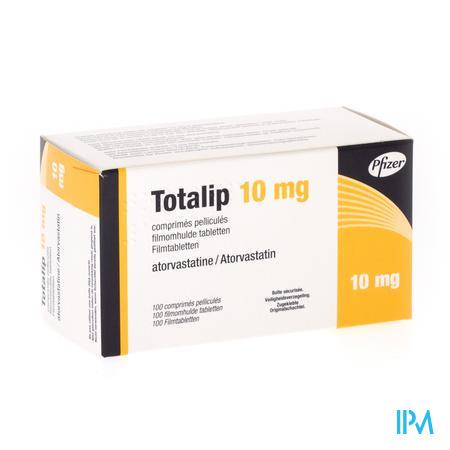 Totalip 10 mg
comprimés pelliculés
filmomhulde tabletten
Filmtabletten
atorvastatine/Atorvastatin
100 comprimés pelliculés
100 filmomhulde tabletten
100 Filmtabletten
Boîte sécurisée.
Veiligheidsverzegeling.
Zugeklebte
Originalschachtel.
Pfizer
10 mg
10
mg
atorvastatine/Atorvastatin
IPM